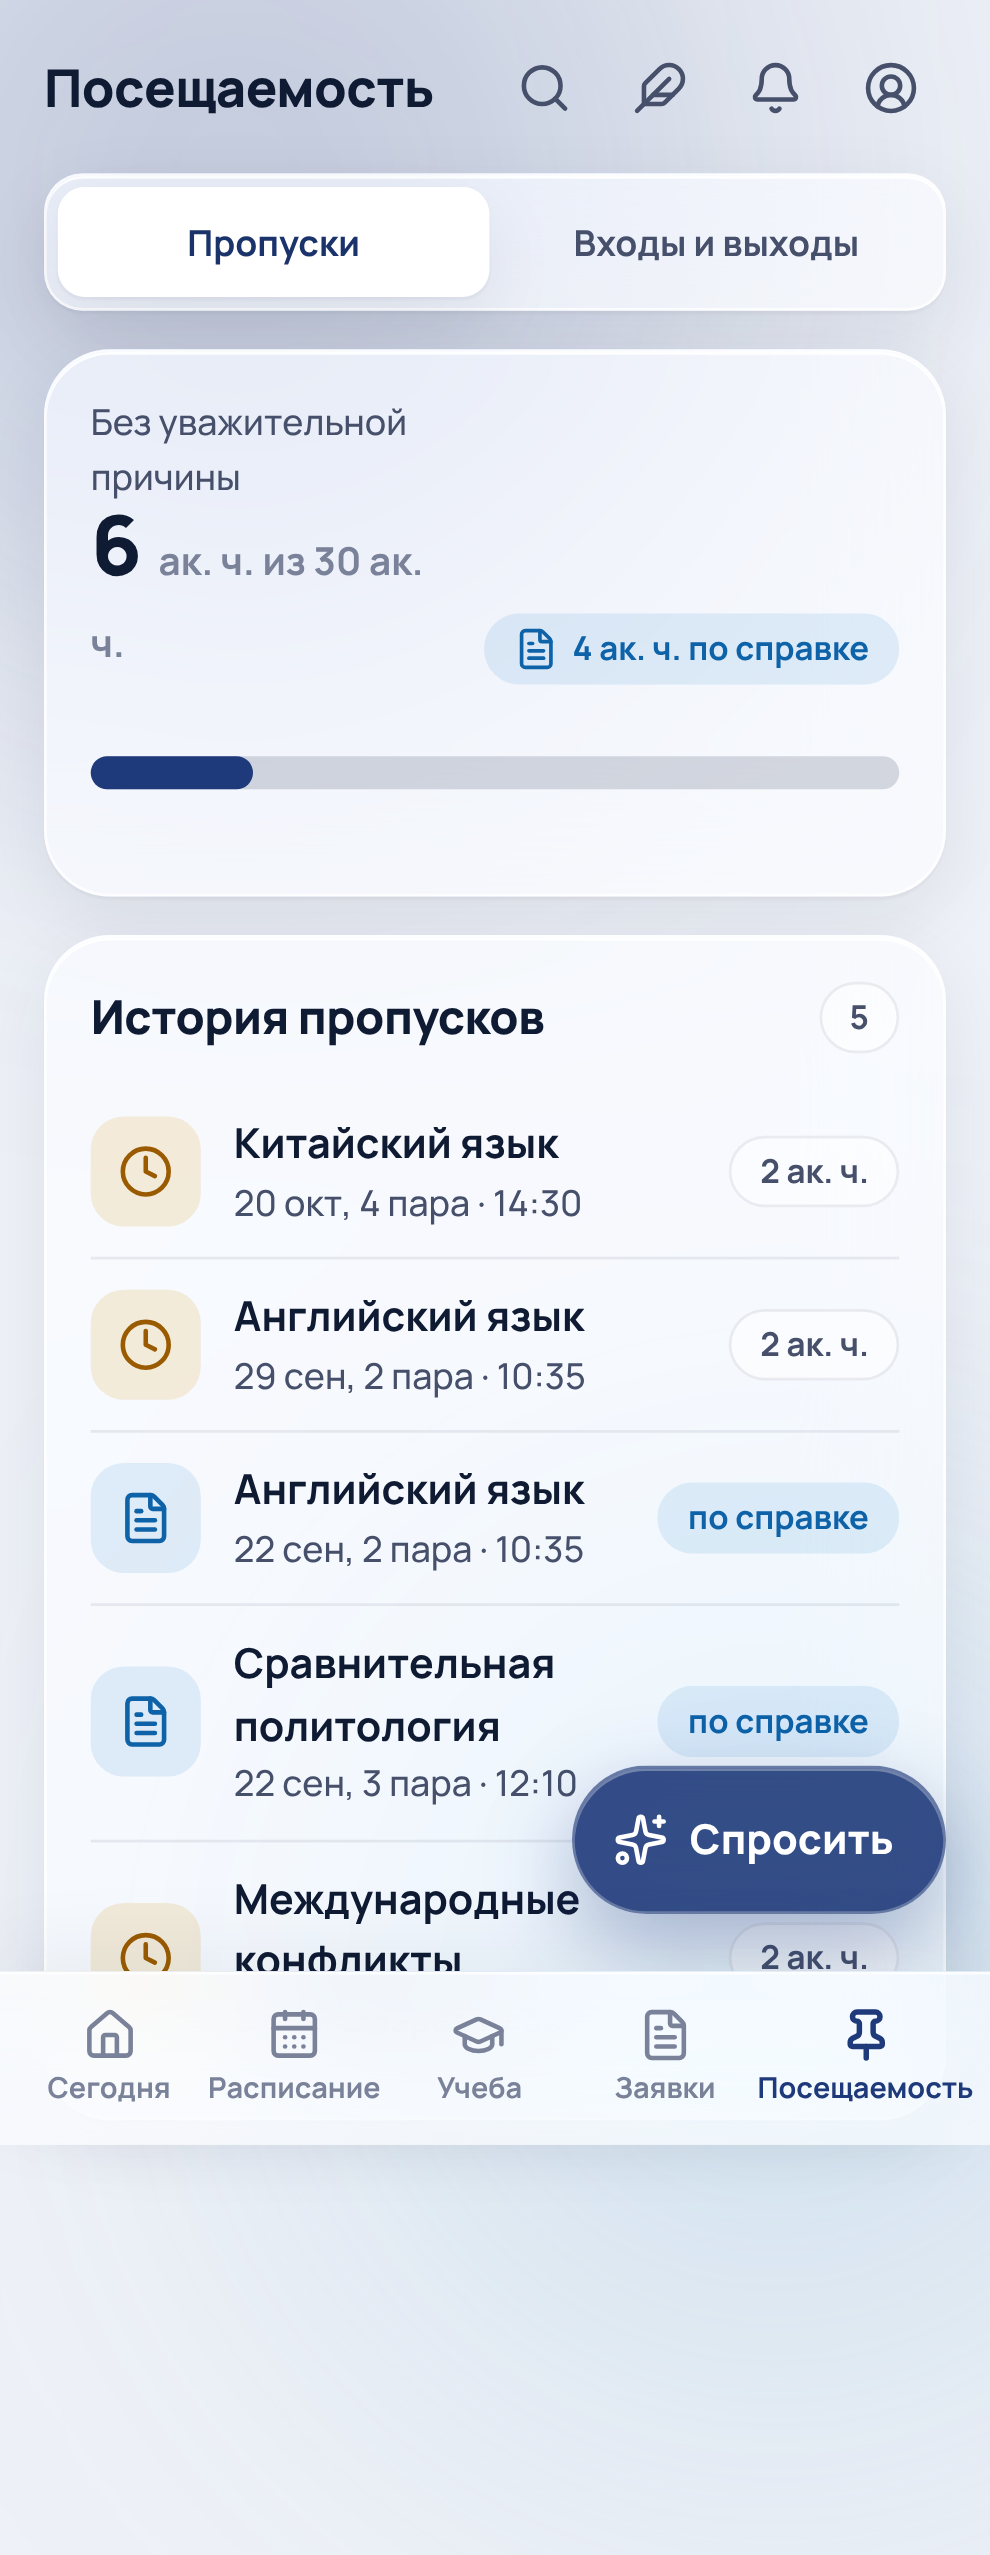 Посещаемость
Пропуски
Входы и выходы
Без уважительной
причины
6 ак. ч. из 30 ак.
ч.
4 ак. ч. по справке
История пропусков
5
Китайский язык
20 окт, 4 пара · 14:30
2 ак. ч.
Английский язык
29 сен, 2 пара · 10:35
2 ак. ч.
Английский язык
22 сен, 2 пара · 10:35
по справке
Сравнительная
политология
22 сен, 3 пара · 12:10
по справке
Спросить
Международные
конфликты
2 ак. ч.
Сегодня
Расписание
Учеба
Заявки
Посещаемость